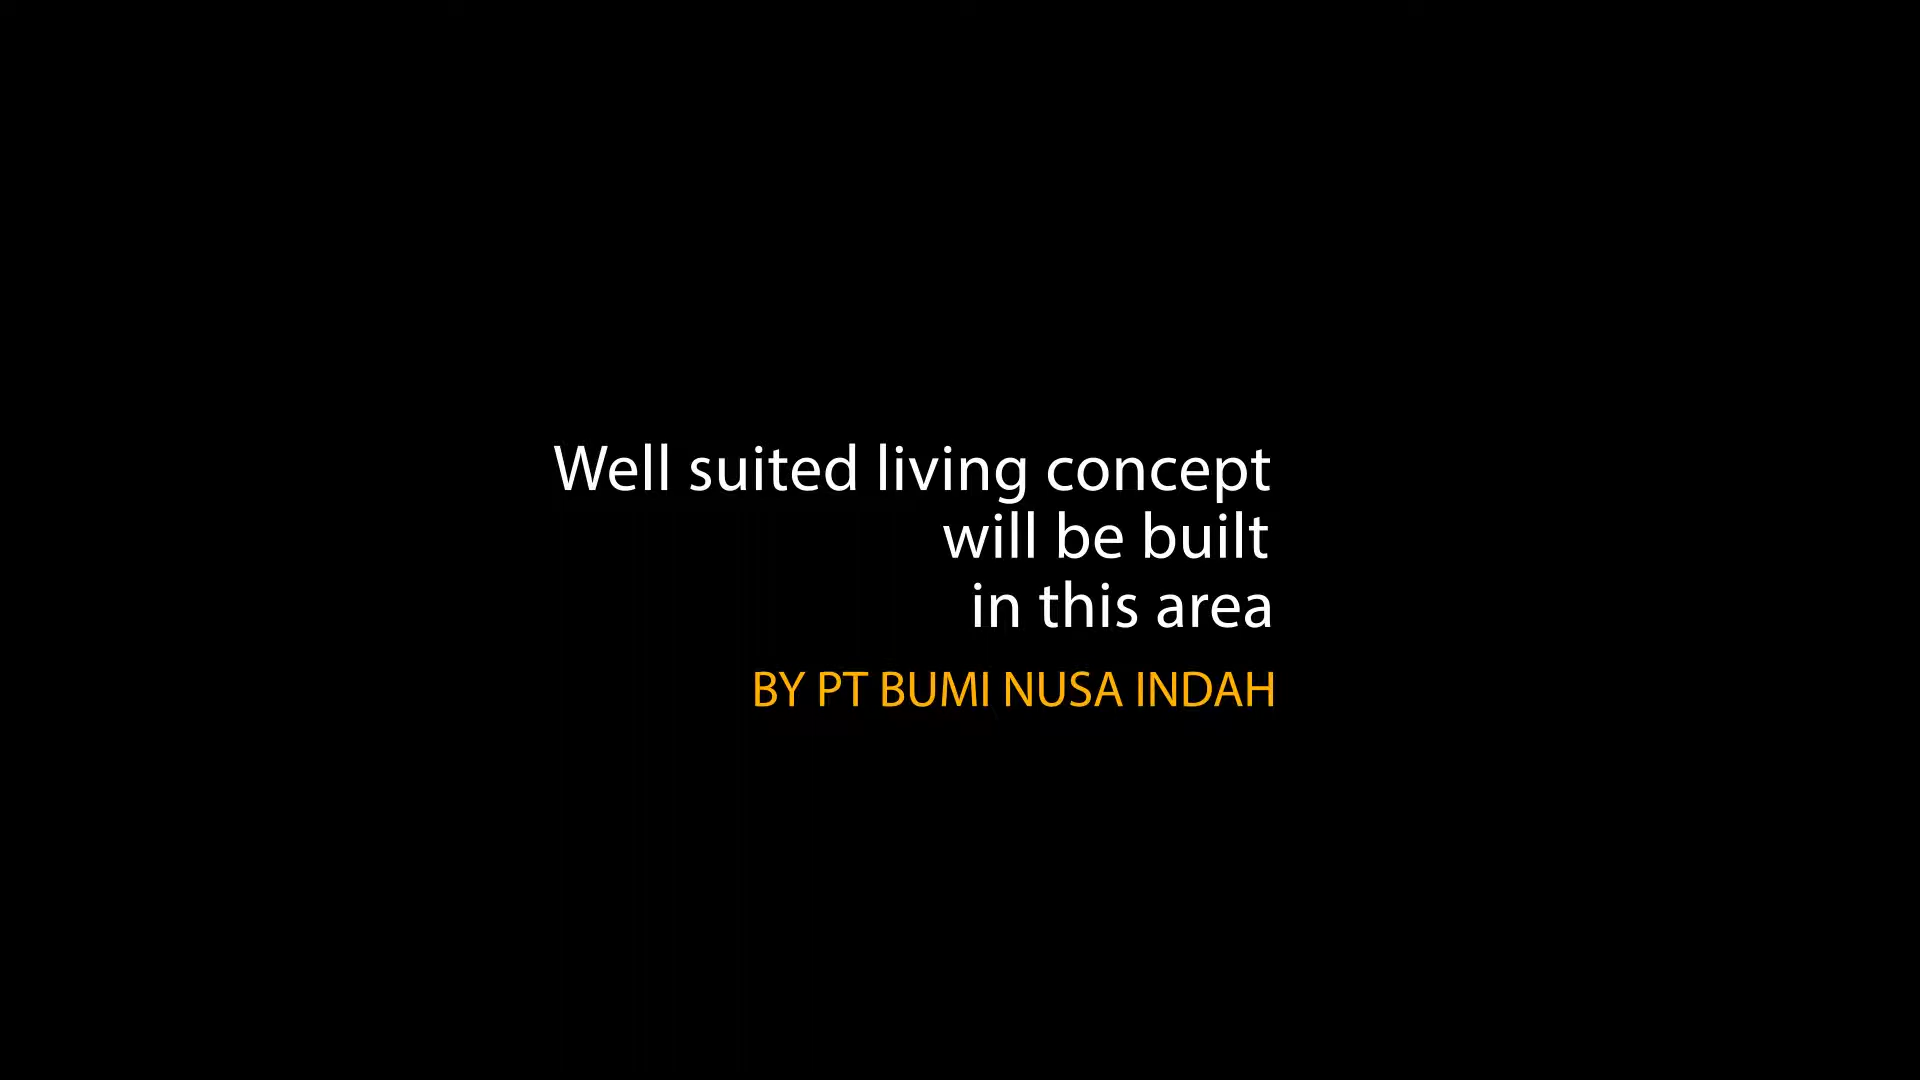 Well suited living concept
will be built
in this area
BY PT BUMI NUSA INDAH